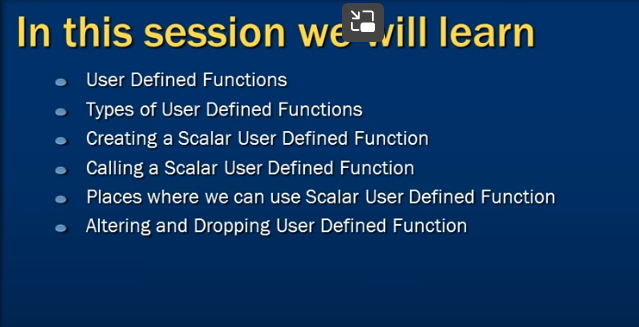 In this session we will learn
User Defined Functions
Types of User Defined Functions
Creating a Scalar User Defined Function
Calling a Scalar User Defined Function
Places where we can use Scalar User Defined Function
Altering and Dropping User Defined Function